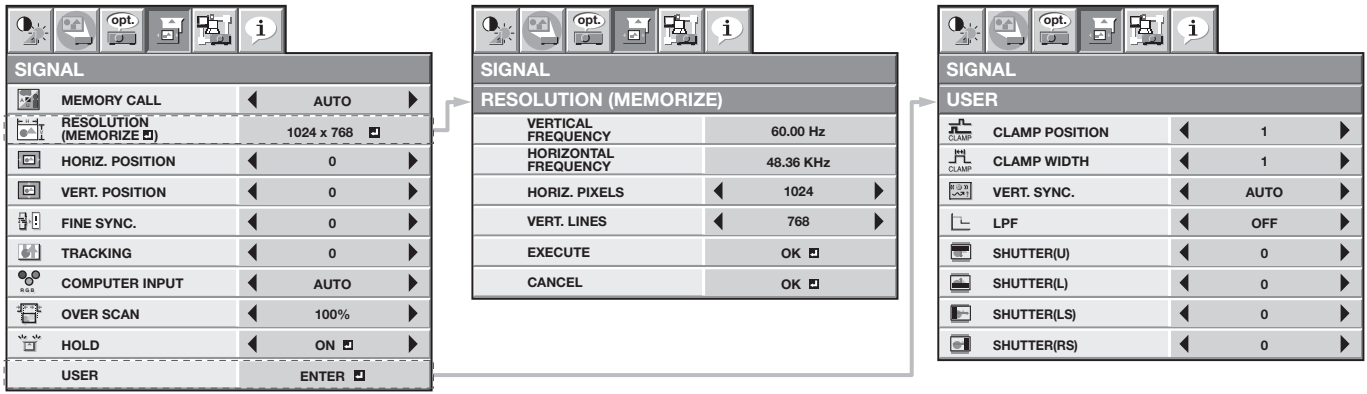 opt.
i
SIGNAL
MEMORY CALL AUTO
RESOLUTION
(MEMORIZE ) 1024 x 768
HORIZ. POSITION 0
VERT. POSITION 0
FINE SYNC. 0
TRACKING 0
R G B
COMPUTER INPUT AUTO
OVER SCAN 100%
HOLD ON
USER ENTER
opt.
i
SIGNAL
RESOLUTION (MEMORIZE)
VERTICAL
FREQUENCY 60.00 Hz
HORIZONTAL
FREQUENCY 48.36 KHz
HORIZ. PIXELS 1024
VERT. LINES 768
EXECUTE OK
CANCEL OK
opt.
i
SIGNAL
USER
CLAMP
CLAMP POSITION 1
CLAMP
CLAMP WIDTH 1
VERT. SYNC. AUTO
LPF OFF
SHUTTER(U) 0
SHUTTER(L) 0
SHUTTER(LS) 0
SHUTTER(RS) 0